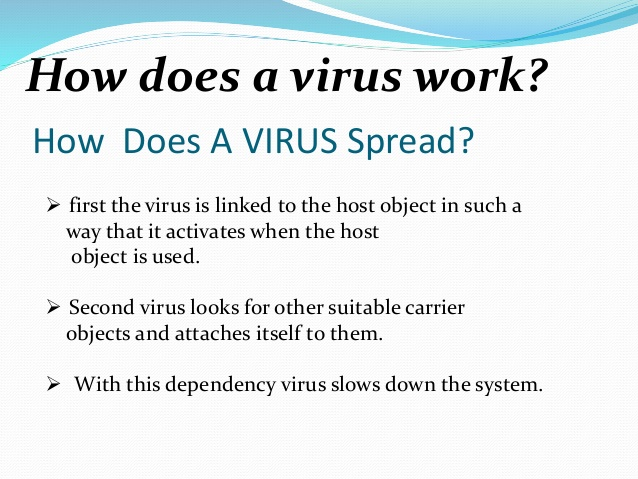 How does a virus work?
How Does A VIRUS Spread?
➢ first the virus is linked to the host object in such a
way that it activates when the host
object is used.
➢ Second virus looks for other suitable carrier
objects and attaches itself to them.
➢ With this dependency virus slows down the system.